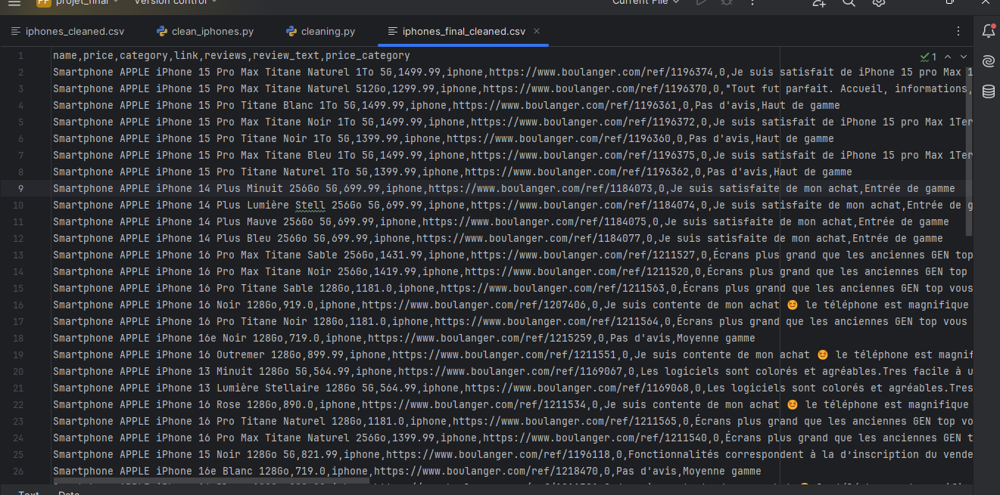 projet_final
Version control
Current File
iphones_cleaned.csv
clean_iphones.py
cleaning.py
iphones_final_cleaned.csv
1
1 name,price,category,link,reviews,review_text,price_category
2 Smartphone APPLE iPhone 15 Pro Max Titane Naturel 1To 5G,1499.99,iphone,https://www.boulanger.com/ref/1196374,0,Je suis satisfait de iPhone 15 pro Max 1
3 Smartphone APPLE iPhone 15 Pro Max Titane Naturel 512Go,1299.99,iphone,https://www.boulanger.com/ref/1196370,0,"Tout fut parfait. Accueil, informations,
4 Smartphone APPLE iPhone 15 Pro Titane Blanc 1To 5G,1499.99,iphone,https://www.boulanger.com/ref/1196361,0,Pas d'avis,Haut de gamme
5 Smartphone APPLE iPhone 15 Pro Max Titane Noir 1To 5G,1499.99,iphone,https://www.boulanger.com/ref/1196372,0,Je suis satisfait de iPhone 15 pro Max 1Ter
6 Smartphone APPLE iPhone 15 Pro Titane Noir 1To 5G,1399.99,iphone,https://www.boulanger.com/ref/1196360,0,Pas d'avis,Haut de gamme
7 Smartphone APPLE iPhone 15 Pro Max Titane Bleu 1To 5G,1499.99,iphone,https://www.boulanger.com/ref/1196375,0,Je suis satisfait de iPhone 15 pro Max 1Ter
8 Smartphone APPLE iPhone 15 Pro Titane Naturel 1To 5G,1399.99,iphone,https://www.boulanger.com/ref/1196362,0,Pas d'avis,Haut de gamme
9 Smartphone APPLE iPhone 14 Plus Minuit 256Go 5G,699.99,iphone,https://www.boulanger.com/ref/1184073,0,Je suis satisfaite de mon achat,Entrée de gamme
10 Smartphone APPLE iPhone 14 Plus Lumière Stell 256Go 5G,699.99,iphone,https://www.boulanger.com/ref/1184074,0,Je suis satisfaite de mon achat,Entrée de g
11 Smartphone APPLE iPhone 14 Plus Mauve 256Go 5G,699.99,iphone,https://www.boulanger.com/ref/1184075,0,Je suis satisfaite de mon achat,Entrée de gamme
12 Smartphone APPLE iPhone 14 Plus Bleu 256Go 5G,699.99,iphone,https://www.boulanger.com/ref/1184077,0,Je suis satisfaite de mon achat,Entrée de gamme
13 Smartphone APPLE iPhone 16 Pro Max Titane Sable 256Go,1431.99,iphone,https://www.boulanger.com/ref/1211527,0,Écrans plus grand que les anciennes GEN top
14 Smartphone APPLE iPhone 16 Pro Max Titane Noir 256Go,1419.99,iphone,https://www.boulanger.com/ref/1211520,0,Écrans plus grand que les anciennes GEN top
15 Smartphone APPLE iPhone 16 Pro Titane Sable 128Go,1181.0,iphone,https://www.boulanger.com/ref/1211563,0,Écrans plus grand que les anciennes GEN top vous
16 Smartphone APPLE iPhone 16 Noir 128Go,919.0,iphone,https://www.boulanger.com/ref/1207406,0,Je suis contente de mon achat 😊 le téléphone est magnifique
17 Smartphone APPLE iPhone 16 Pro Titane Noir 128Go,1181.0,iphone,https://www.boulanger.com/ref/1211564,0,Écrans plus grand que les anciennes GEN top vous
18 Smartphone APPLE iPhone 16e Noir 128Go,719.0,iphone,https://www.boulanger.com/ref/1215259,0,Pas d'avis,Moyenne gamme
19 Smartphone APPLE iPhone 16 Outremer 128Go,899.99,iphone,https://www.boulanger.com/ref/1211551,0,Je suis contente de mon achat 😊 le téléphone est magnif
20 Smartphone APPLE iPhone 13 Minuit 128Go 5G,564.99,iphone,https://www.boulanger.com/ref/1169067,0,Les logiciels sont colorés et agréables.Tres facile à u
21 Smartphone APPLE iPhone 13 Lumière Stellaire 128Go 5G,564.99,iphone,https://www.boulanger.com/ref/1169068,0,Les logiciels sont colorés et agréables.Tres
22 Smartphone APPLE iPhone 16 Rose 128Go,890.0,iphone,https://www.boulanger.com/ref/1211534,0,Je suis contente de mon achat 😊 le téléphone est magnifique
23 Smartphone APPLE iPhone 16 Pro Titane Naturel 128Go,1181.0,iphone,https://www.boulanger.com/ref/1211565,0,Écrans plus grand que les anciennes GEN top vo
24 Smartphone APPLE iPhone 16 Pro Max Titane Naturel 256Go,1399.99,iphone,https://www.boulanger.com/ref/1211540,0,Écrans plus grand que les anciennes GEN t
25 Smartphone APPLE iPhone 15 Noir 128Go 5G,821.99,iphone,https://www.boulanger.com/ref/1196118,0,Fonctionnalités correspondent à la d’inscription du vende
26 Smartphone APPLE iPhone 16e Blanc 128Go,719.0,iphone,https://www.boulanger.com/ref/1218470,0,Pas d'avis,Moyenne gamme
Text
Data